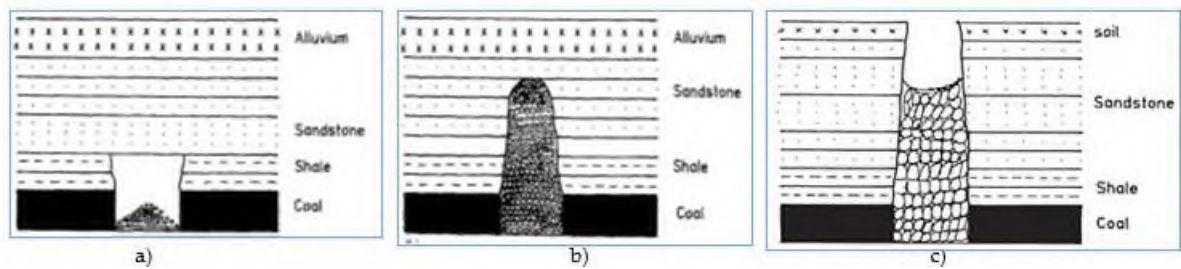 Alluvium
Sandstone
Shale
Coal
a)
Alluvium
Sandstone
Shale
Coal
b)
soil
Sandstone
Shale
Coal
c)